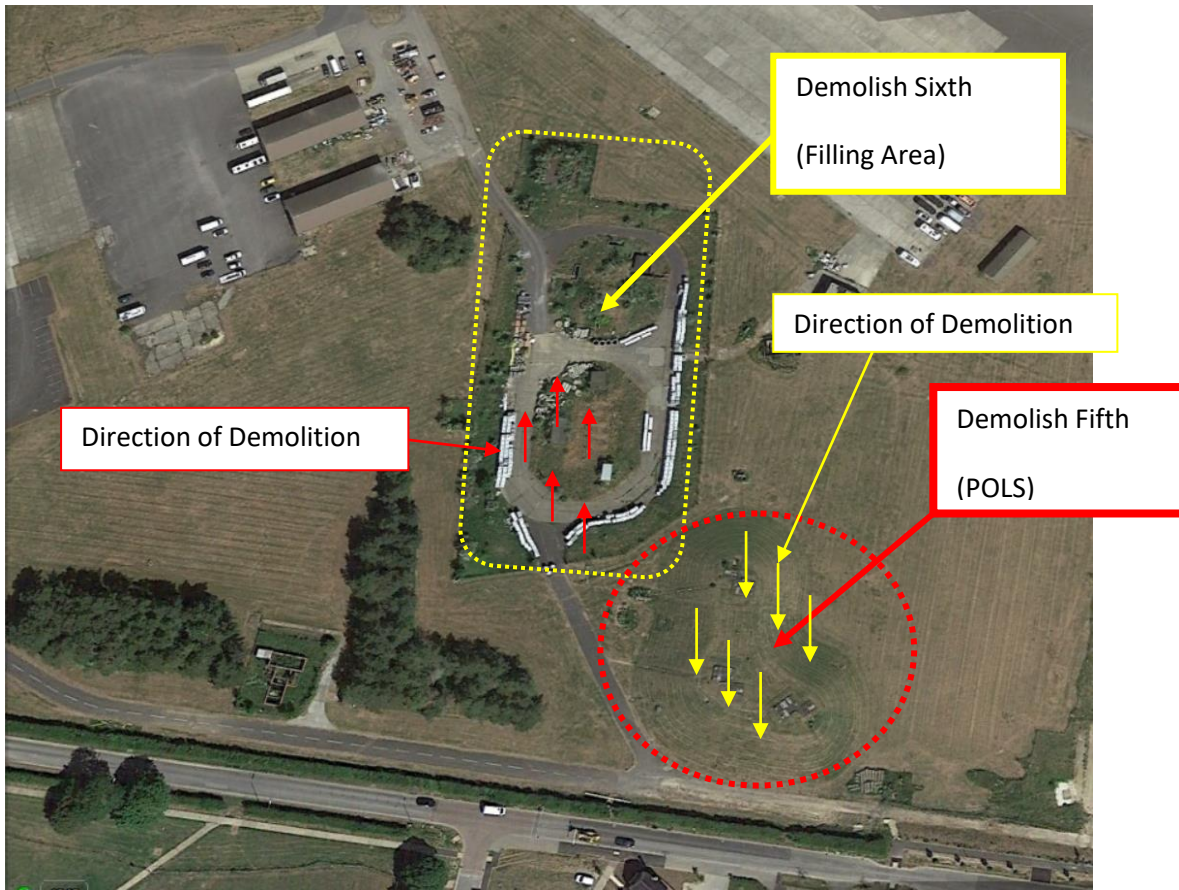 Demolish Sixth
(Filling Area)
Direction of Demolition
Direction of Demolition
Demolish Fifth
(POLS)